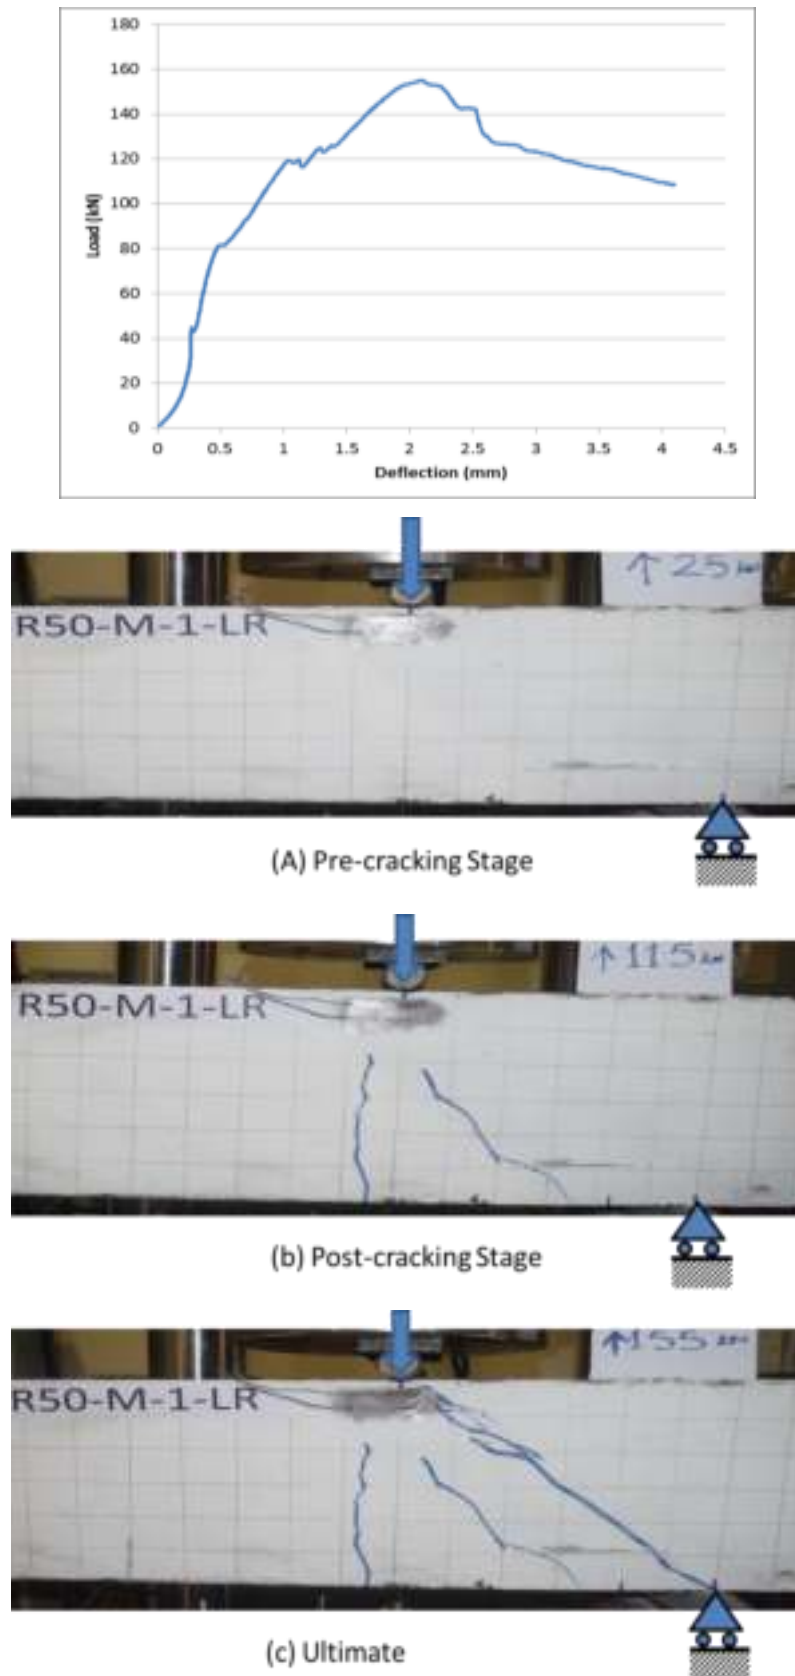 180
160
140
120
100
80
60
40
20
0
Load (kN)
0 0.5 1 1.5 2 2.5 3 3.5 4 4.5
Deflection (mm)
↑ 25 kN
R50-M-1-LR
(A) Pre-cracking Stage
↑ 115 kN
R50-M-1-LR
(b) Post-cracking Stage
↑ 155
R50-M-1-LR
(c) Ultimate